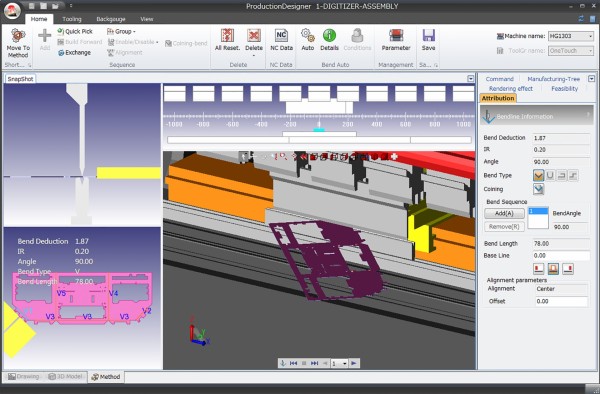 ProductionDesigner 1-DIGITIZER-ASSEMBLY
Home Tooling Background View
Move To Method
Add
Quick Pick
Build Forward
Exchange
Group
Enable/Disable
Alignment
Coining bend
All Reset.
Delete
NC Data
Auto
Details
Conditions
Parameter
Save
Machine name HG1303
ToolGr name OneTouch
Short... Sequence Delete NC Data Bend Auto Management Sa...
SnapShot
-1000 -800 -600 -400 -200 0 200 400 600 800 1000
Bend Deduction 1.87
IR 0.20
Angle 90.00
Bend Type V
Bend Length 78.00
V5 V4
V3 V3 V3 V2
1
Command Manufacturing-Tree
Rendering effect Feasibility
Attribution
Bendline Information
Bend Deduction 1.87
IR 0.20
Angle 90.00
Bend Type
Coining
Bend Sequence
Add(A) 1 BendAngle
Remove(R) 90.00
Bend Length 78.00
Base Line 0.00
Alignment parameters
Alignment Center
Offset 0.00
Drawing 3D Model Method